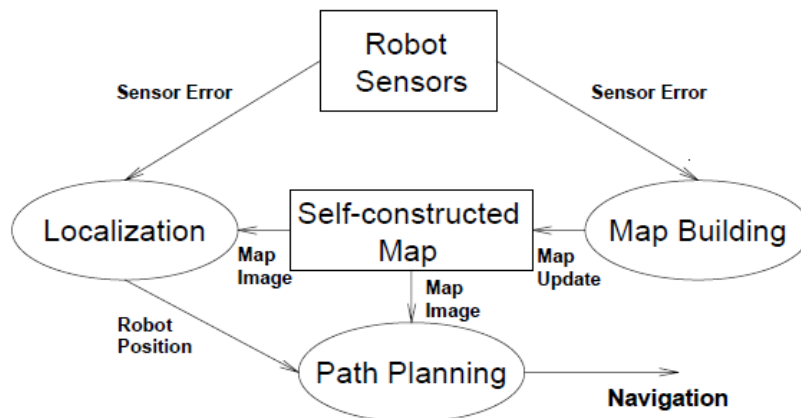 Robot
Sensors
Sensor Error
Sensor Error
Localization
Self-constructed
Map
Map Building
Map
Image
Map
Update
Map
Image
Robot
Position
Path Planning
Navigation